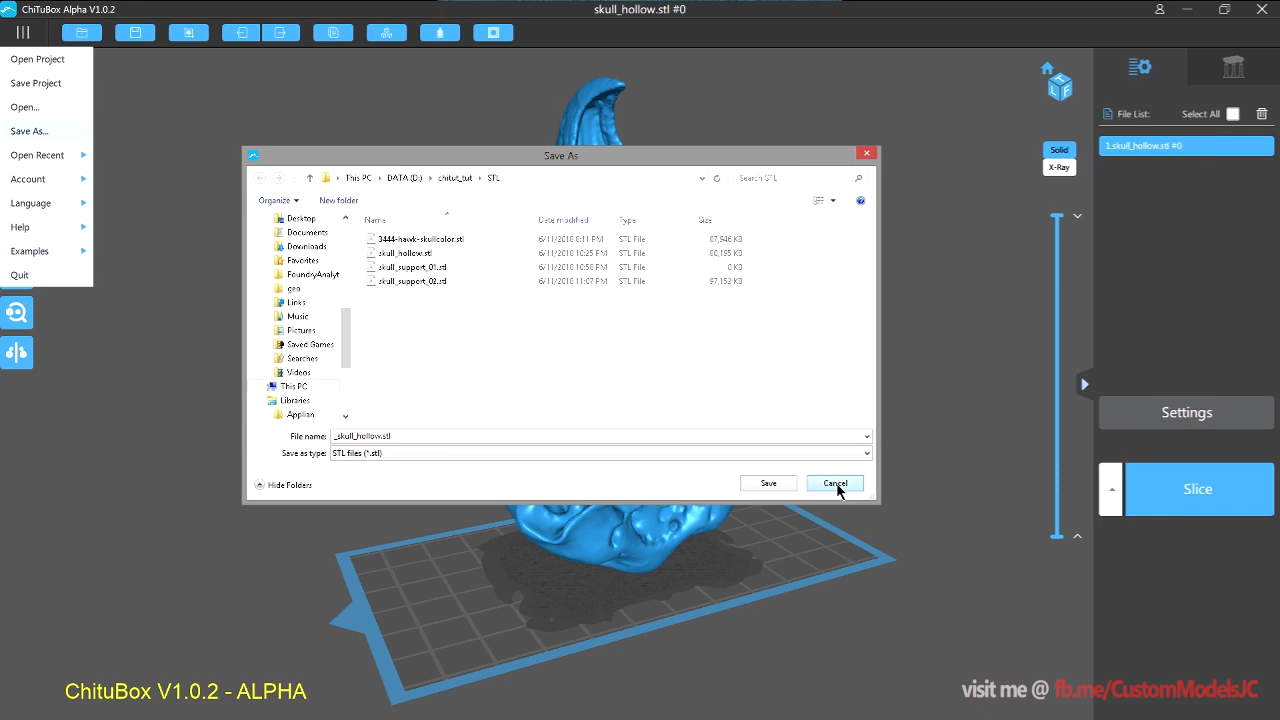 ChiTuBox Alpha V1.0.2
skull_hollow.stl #0
Open Project
Save Project
Open...
Save As...
Open Recent
Account
Language
Help
Examples
Quit
Save As
This PC
DATA (D:)
chitut_tut
STL
Search STL
Organize
New folder
Name
Date modified
Type
Size
3444-hawk-skullcolor.stl 6/11/2018 8:11 PM STL File 87,946 KB
skull_hollow.stl 6/11/2018 10:25 PM STL File 80,195 KB
skull_support_01.stl 6/11/2018 10:58 PM STL File 0 KB
skull_support_02.stl 6/11/2018 11:07 PM STL File 97,152 KB
Desktop
Documents
Downloads
Favorites
FoundryAnalyt
geo
Links
Music
Pictures
Saved Games
Searches
Videos
This PC
Libraries
Applian
File name: _skull_hollow.stl
Save as type: STL files (*.stl)
Hide Folders
Save
Cancel
T
L
F
Solid
X-Ray
File List:
Select All
1.skull_hollow.stl #0
Settings
Slice
ChituBox V1.0.2 - ALPHA
visit me @ fb.me/CustomModelsJC